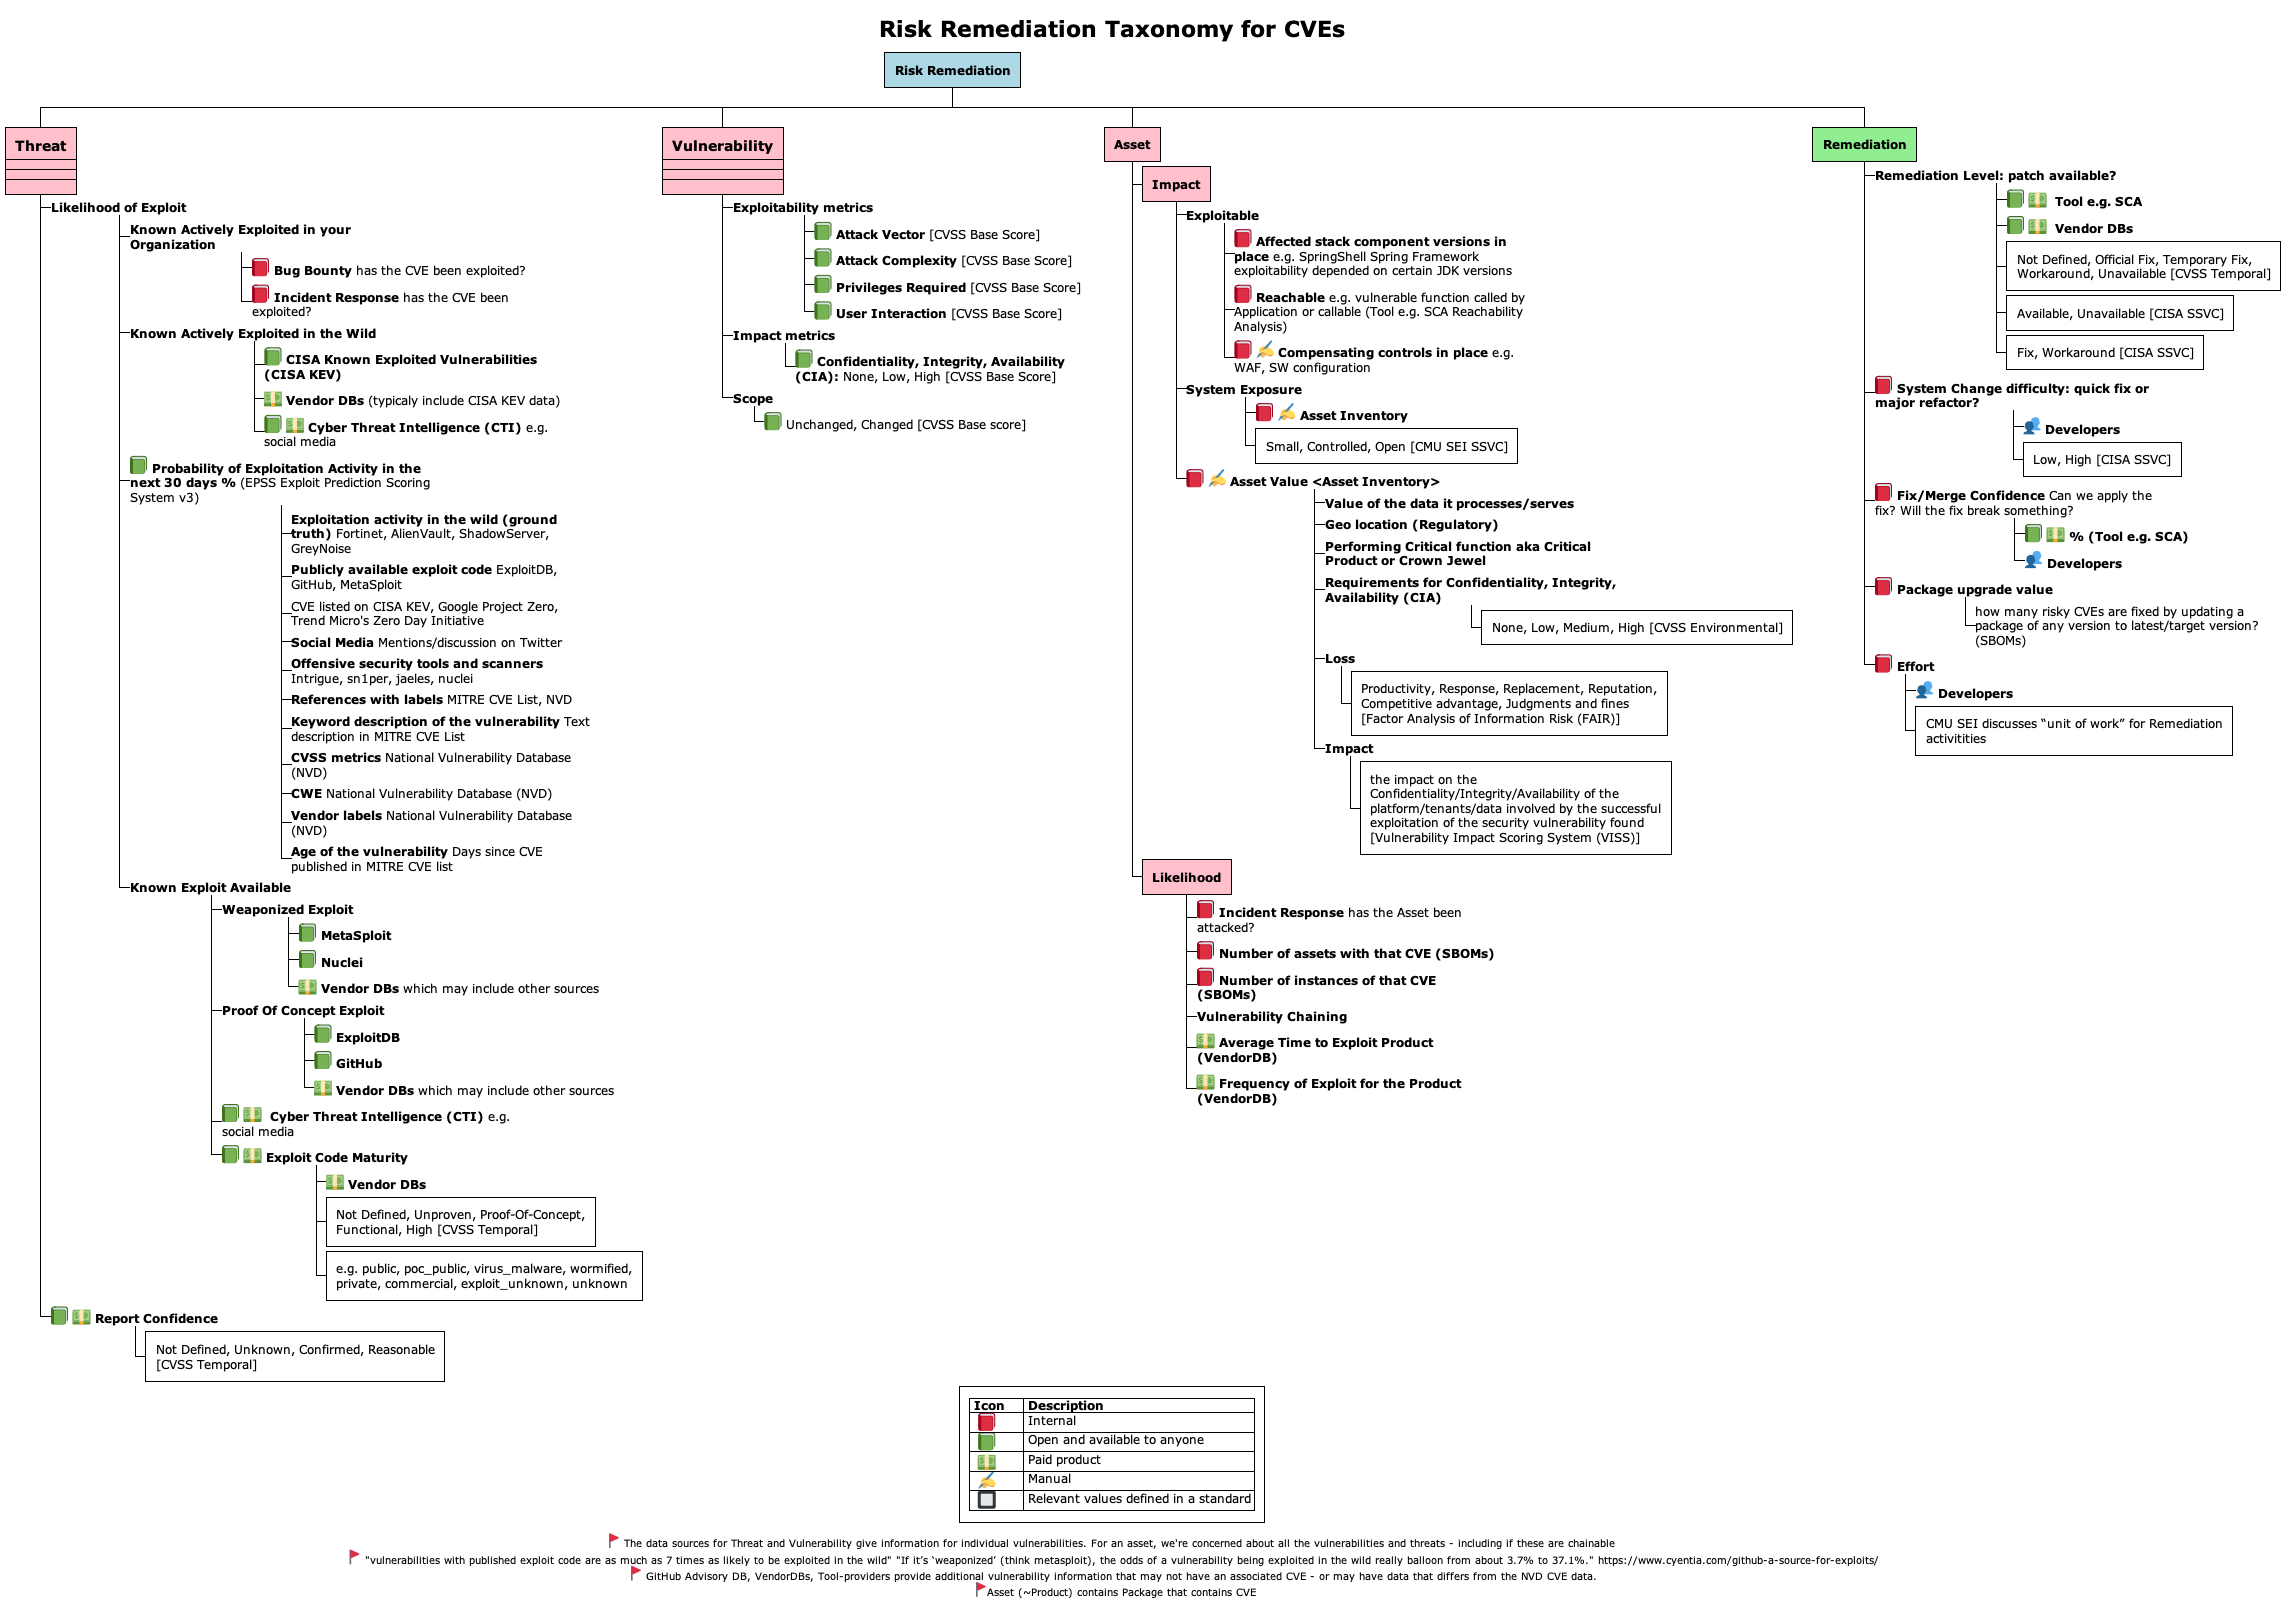 Risk Remediation Taxonomy for CVEs
Risk Remediation
Threat
Likelihood of Exploit
Known Actively Exploited in your
Organization
Bug Bounty has the CVE been exploited?
Incident Response has the CVE been
exploited?
Known Actively Exploited in the Wild
CISA Known Exploited Vulnerabilities
(CISA KEV)
Vendor DBs (typicaly include CISA KEV data)
Cyber Threat Intelligence (CTI) e.g.
social media
Probability of Exploitation Activity in the
next 30 days % (EPSS Exploit Prediction Scoring
System v3)
Exploitation activity in the wild (ground
truth) Fortinet, AlienVault, ShadowServer,
GreyNoise
Publicly available exploit code ExploitDB,
GitHub, MetaSploit
CVE listed on CISA KEV, Google Project Zero,
Trend Micro's Zero Day Initiative
Social Media Mentions/discussion on Twitter
Offensive security tools and scanners
Intrigue, sn1per, jaeles, nuclei
References with labels MITRE CVE List, NVD
Keyword description of the vulnerability Text
description in MITRE CVE List
CVSS metrics National Vulnerability Database
(NVD)
CWE National Vulnerability Database (NVD)
Vendor labels National Vulnerability Database
(NVD)
Age of the vulnerability Days since CVE
published in MITRE CVE list
Known Exploit Available
Weaponized Exploit
MetaSploit
Nuclei
Vendor DBs which may include other sources
Proof Of Concept Exploit
ExploitDB
GitHub
Vendor DBs which may include other sources
Cyber Threat Intelligence (CTI) e.g.
social media
Exploit Code Maturity
Vendor DBs
Not Defined, Unproven, Proof-Of-Concept,
Functional, High [CVSS Temporal]
e.g. public, poc_public, virus_malware, wormified,
private, commercial, exploit_unknown, unknown
Report Confidence
Not Defined, Unknown, Confirmed, Reasonable
[CVSS Temporal]
Vulnerability
Exploitability metrics
Attack Vector [CVSS Base Score]
Attack Complexity [CVSS Base Score]
Privileges Required [CVSS Base Score]
User Interaction [CVSS Base Score]
Impact metrics
Confidentiality, Integrity, Availability
(CIA): None, Low, High [CVSS Base Score]
Scope
Unchanged, Changed [CVSS Base score]
Asset
Impact
Exploitable
Affected stack component versions in
place e.g. SpringShell Spring Framework
exploitability depended on certain JDK versions
Reachable e.g. vulnerable function called by
Application or callable (Tool e.g. SCA Reachability
Analysis)
Compensating controls in place e.g.
WAF, SW configuration
System Exposure
Asset Inventory
Small, Controlled, Open [CMU SEI SSVC]
Asset Value <Asset Inventory>
Value of the data it processes/serves
Geo location (Regulatory)
Performing Critical function aka Critical
Product or Crown Jewel
Requirements for Confidentiality, Integrity,
Availability (CIA)
None, Low, Medium, High [CVSS Environmental]
Loss
Productivity, Response, Replacement, Reputation,
Competitive advantage, Judgments and fines
[Factor Analysis of Information Risk (FAIR)]
Impact
the impact on the
Confidentiality/Integrity/Availability of the
platform/tenants/data involved by the successful
exploitation of the security vulnerability found
[Vulnerability Impact Scoring System (VISS)]
Likelihood
Incident Response has the Asset been
attacked?
Number of assets with that CVE (SBOMs)
Number of instances of that CVE
(SBOMs)
Vulnerability Chaining
Average Time to Exploit Product
(VendorDB)
Frequency of Exploit for the Product
(VendorDB)
Remediation
Remediation Level: patch available?
Tool e.g. SCA
Vendor DBs
Not Defined, Official Fix, Temporary Fix,
Workaround, Unavailable [CVSS Temporal]
Available, Unavailable [CISA SSVC]
Fix, Workaround [CISA SSVC]
System Change difficulty: quick fix or
major refactor?
Developers
Low, High [CISA SSVC]
Fix/Merge Confidence Can we apply the
fix? Will the fix break something?
% (Tool e.g. SCA)
Developers
Package upgrade value
how many risky CVEs are fixed by updating a
package of any version to latest/target version?
(SBOMs)
Effort
Developers
CMU SEI discusses “unit of work” for Remediation
activitities
Icon Description
Internal
Open and available to anyone
Paid product
Manual
Relevant values defined in a standard
The data sources for Threat and Vulnerability give information for individual vulnerabilities. For an asset, we're concerned about all the vulnerabilities and threats - including if these are chainable
"vulnerabilities with published exploit code are as much as 7 times as likely to be exploited in the wild" "If it's ‘weaponized’ (think metasploit), the odds of a vulnerability being exploited in the wild really balloon from about 3.7% to 37.1%." https://www.cyentia.com/github-a-source-for-exploits/
GitHub Advisory DB, VendorDBs, Tool-providers provide additional vulnerability information that may not have an associated CVE - or may have data that differs from the NVD CVE data.
Asset (~Product) contains Package that contains CVE